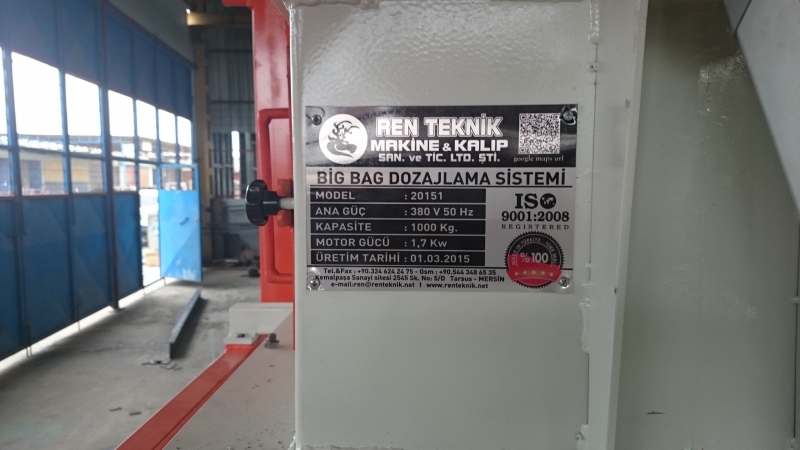 REN TEKNİK
MAKİNE & KALIP
SAN. ve TİC. LTD. ŞTİ.
google maps url
BİG BAG DOZAJLAMA SİSTEMİ
MODEL : 20151
ANA GÜÇ : 380 V 50 Hz
KAPASİTE : 1000 Kg.
MOTOR GÜCÜ : 1,7 Kw
ÜRETİM TARİHİ : 01.03.2015
ISO
9001:2008
REGISTERED
%100
Tel.&Fax : +90.324 624 24 75 - Gsm : +90.544 348 65 35
Kemalpaşa Sanayi sitesi 2545 Sk. No: 5/D Tarsus - MERSİN
e-mail:ren@renteknik.net I www.renteknik.net